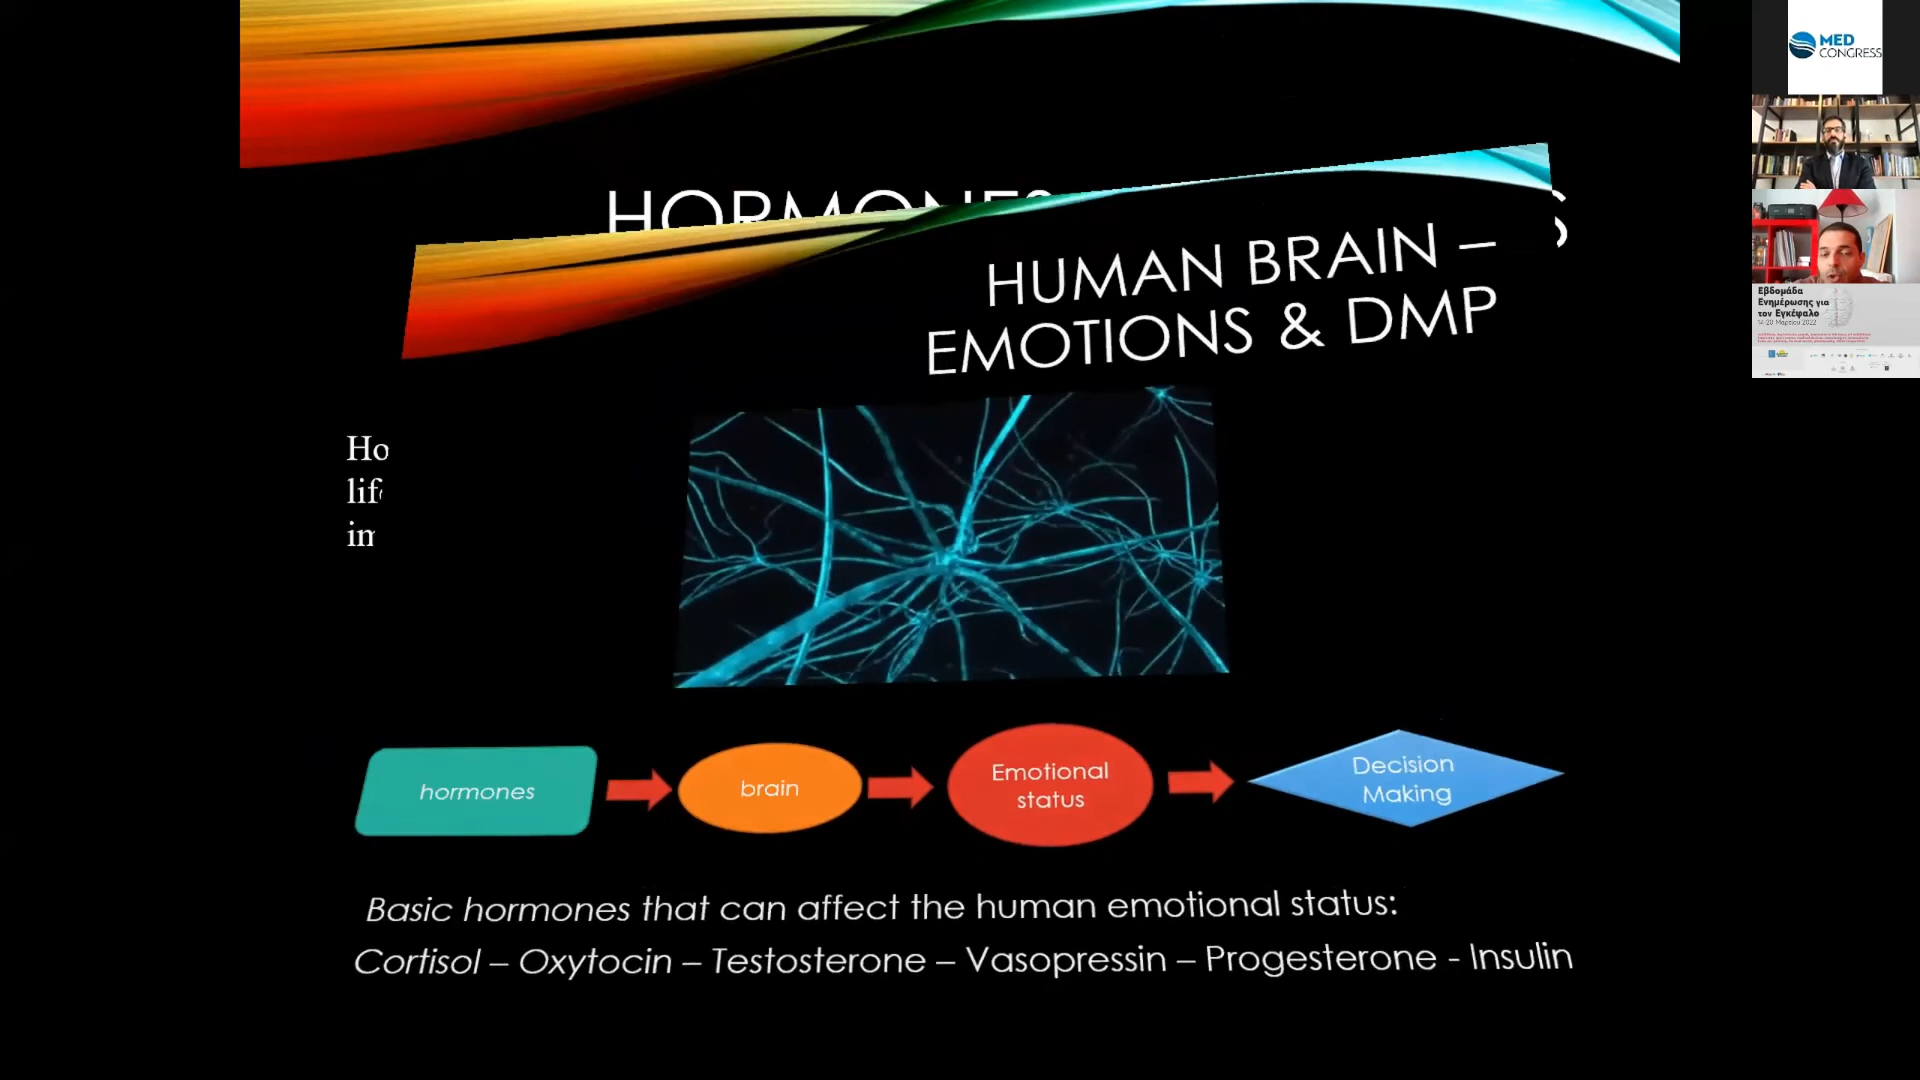 HORMONES
S
HUMAN BRAIN –
EMOTIONS & DMP
Ho
life
in
hormones
brain
Emotional
status
Decision
Making
Basic hormones that can affect the human emotional status:
Cortisol – Oxytocin – Testosterone – Vasopressin – Progesterone - Insulin
MED
CONGRESS
Εβδομάδα
Ενημέρωσης για
τον Εγκέφαλο
14-20 Μαρτίου 2022